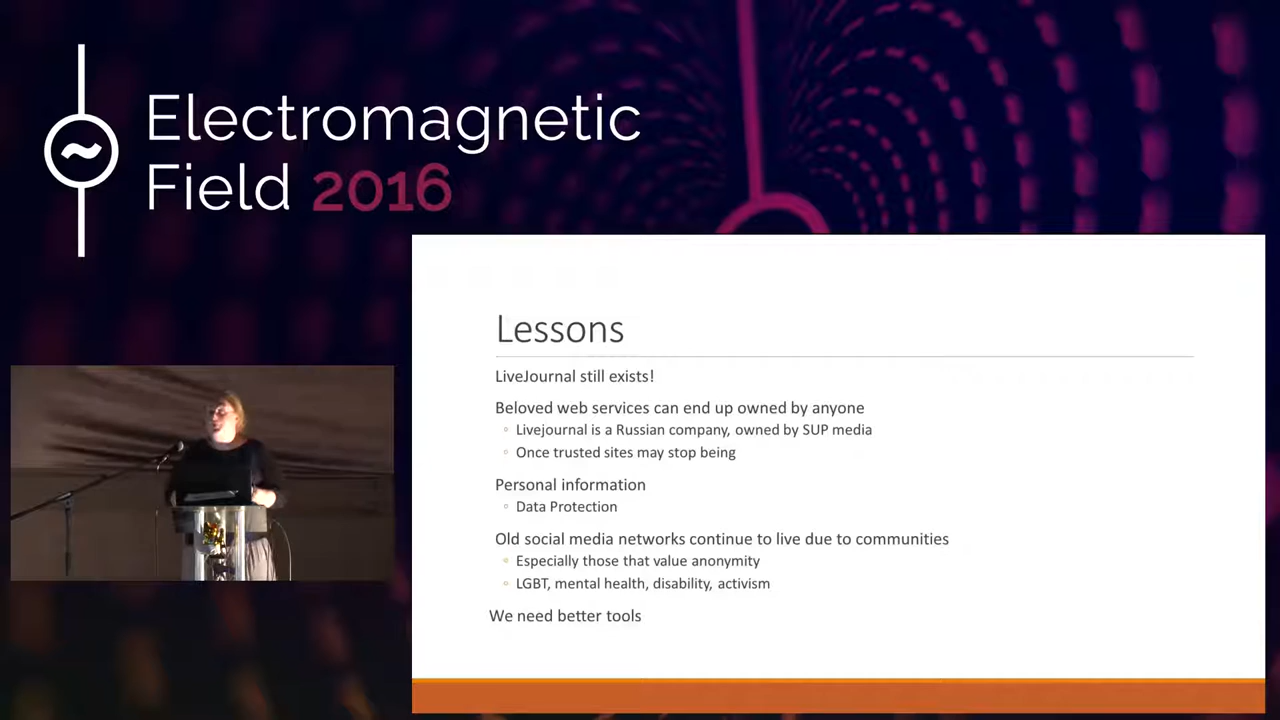 Electromagnetic
Field 2016
Lessons
LiveJournal still exists!
Beloved web services can end up owned by anyone
◦ Livejournal is a Russian company, owned by SUP media
◦ Once trusted sites may stop being
Personal information
◦ Data Protection
Old social media networks continue to live due to communities
◦ Especially those that value anonymity
◦ LGBT, mental health, disability, activism
We need better tools